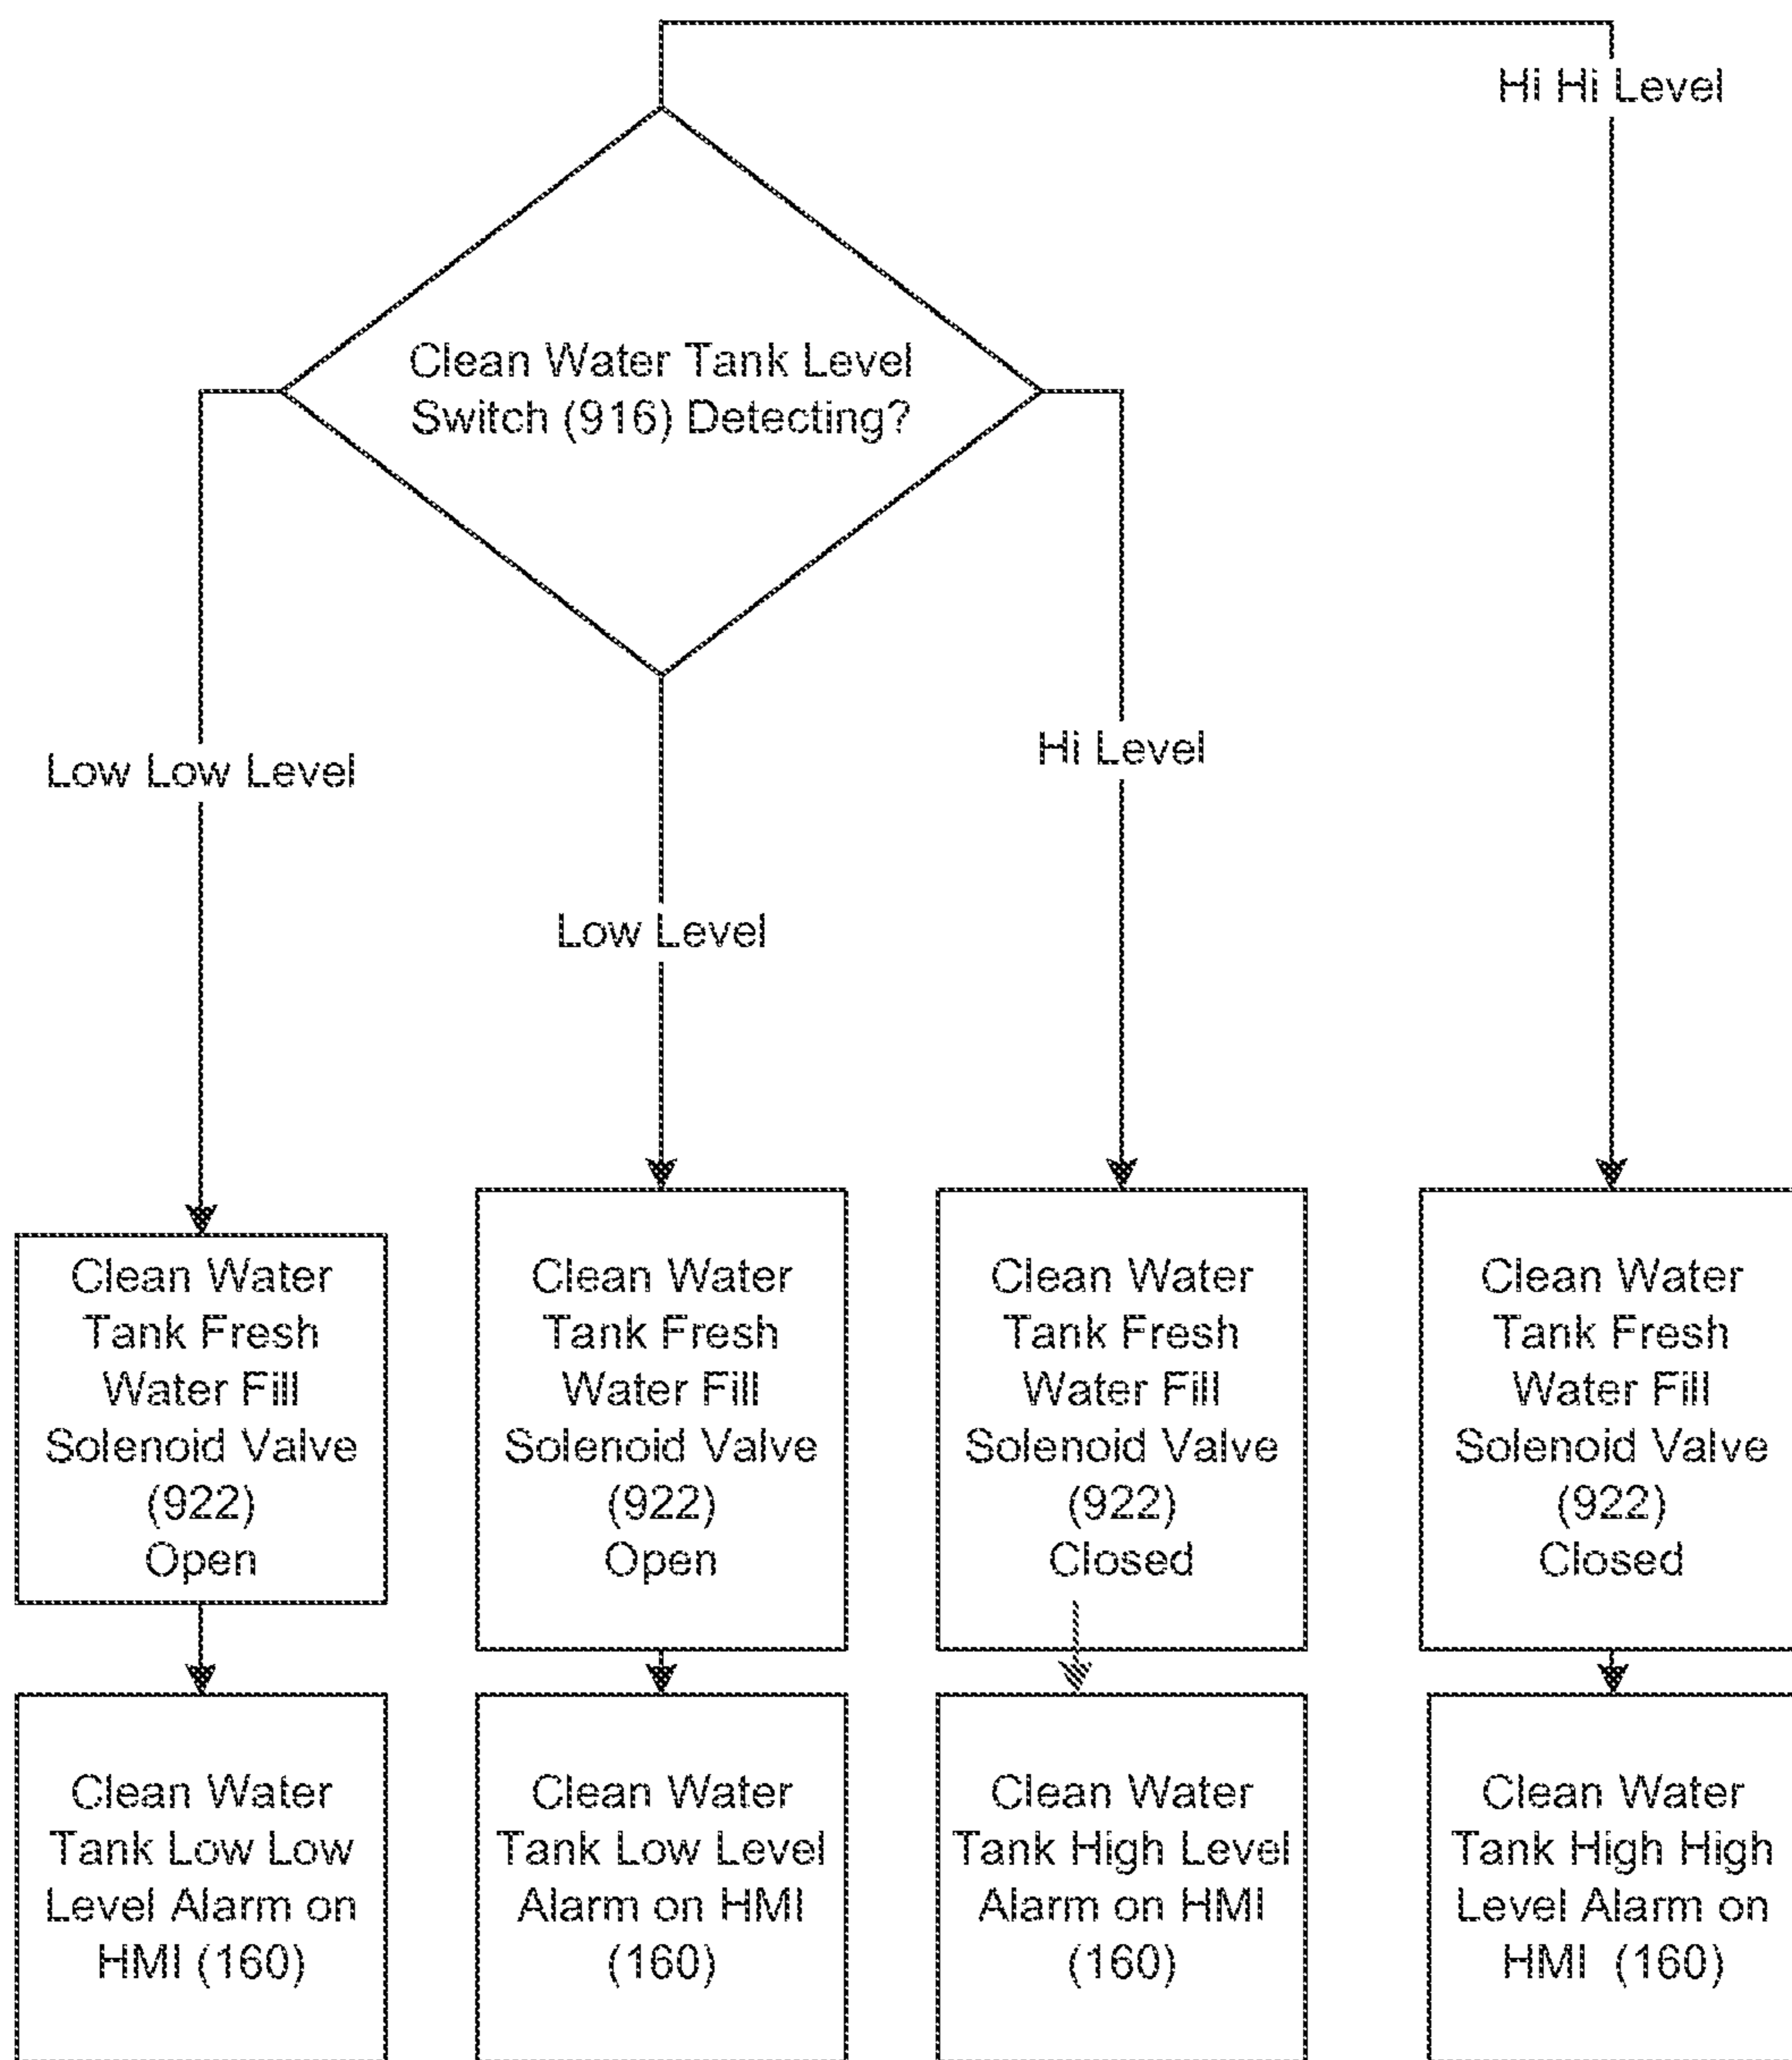 Hi Hi Level
Clean Water Tank Level
Switch (916) Detecting?
Low Low Level
Hi Level
Low Level
Clean Water
Tank Fresh
Water Fill
Solenoid Valve
(922)
Open
Clean Water
Tank Fresh
Water Fill
Solenoid Valve
(922)
Open
Clean Water
Tank Fresh
Water Fill
Solenoid Valve
(922)
Closed
Clean Water
Tank Fresh
Water Fill
Solenoid Valve
(922)
Closed
Clean Water
Tank Low Low
Level Alarm on
HMI (160)
Clean Water
Tank Low Level
Alarm on HMI
(160)
Clean Water
Tank High Level
Alarm on HMI
(160)
Clean Water
Tank High High
Level Alarm on
HMI  (160)